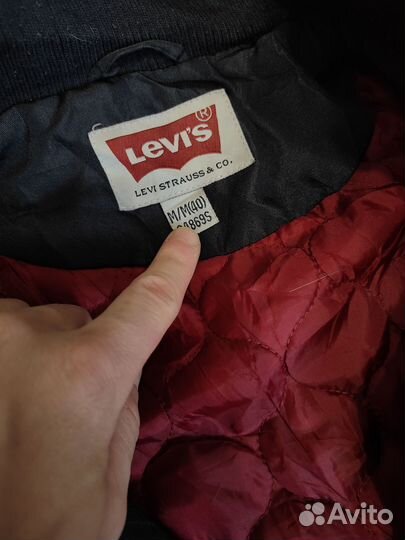 LEVI'S®
LEVI STRAUSS & CO.
M/M(40)
Avito